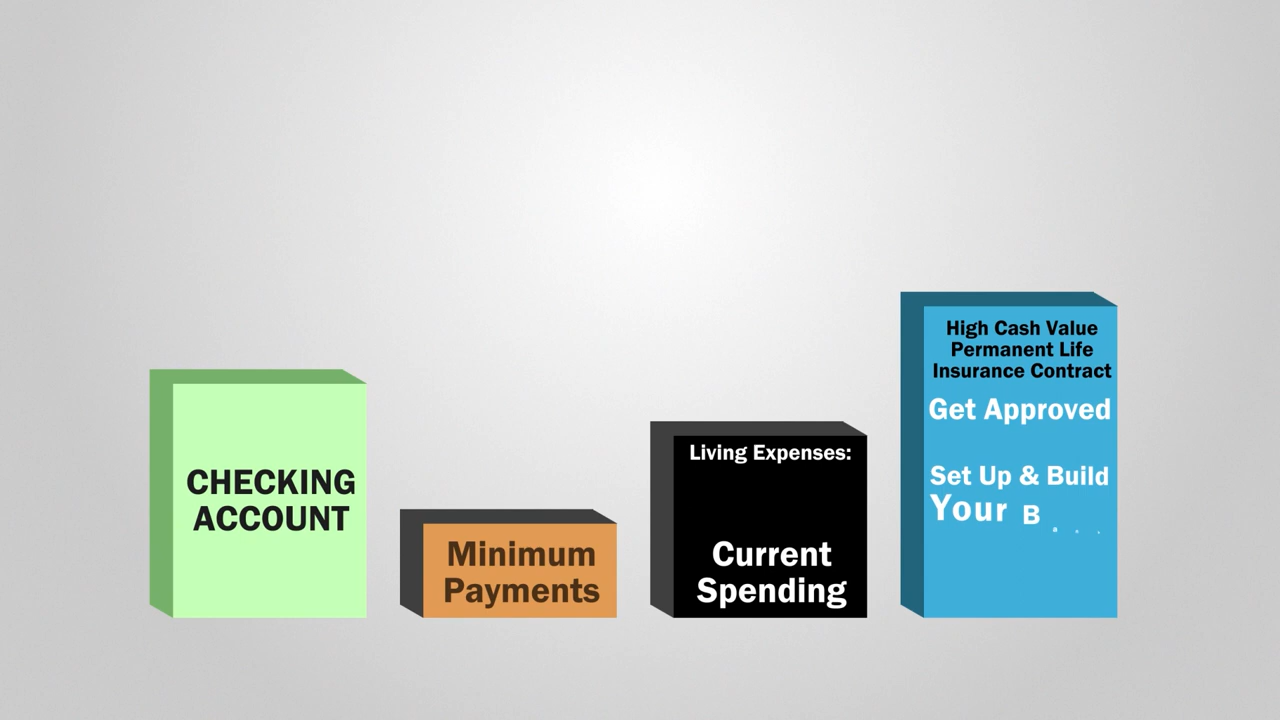 CHECKING
ACCOUNT
Minimum
Payments
Living Expenses:
Current
Spending
High Cash Value
Permanent Life
Insurance Contract
Get Approved
Set Up & Build
Your B